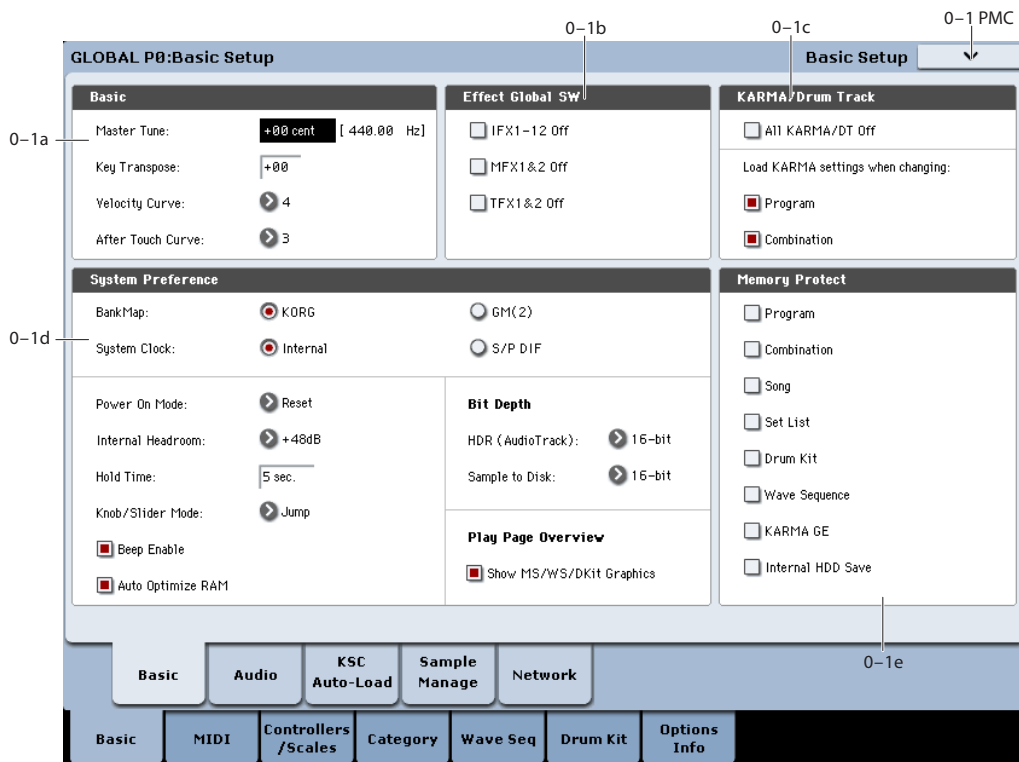 0–1b
0–1c
0–1 PMC
GLOBAL P0:Basic Setup
Basic Setup
0–1a
Basic
Master Tune: +00 cent [ 440.00 Hz]
Key Transpose: +00
Velocity Curve: 4
After Touch Curve: 3
Effect Global SW
IFX1-12 Off
MFX1&2 Off
TFX1&2 Off
KARMA/Drum Track
All KARMA/DT Off
Load KARMA settings when changing:
Program
Combination
0–1d
System Preference
BankMap: KORG GM(2)
System Clock: Internal S/P DIF
Power On Mode: Reset
Internal Headroom: +48dB
Hold Time: 5 sec.
Knob/Slider Mode: Jump
Beep Enable
Auto Optimize RAM
Bit Depth
HDR (AudioTrack): 16-bit
Sample to Disk: 16-bit
Play Page Overview
Show MS/WS/DKit Graphics
Memory Protect
Program
Combination
Song
Set List
Drum Kit
Wave Sequence
KARMA GE
Internal HDD Save
0–1e
Basic
Audio
KSC
Auto-Load
Sample
Manage
Network
Basic
MIDI
Controllers
/Scales
Category
Wave Seq
Drum Kit
Options
Info